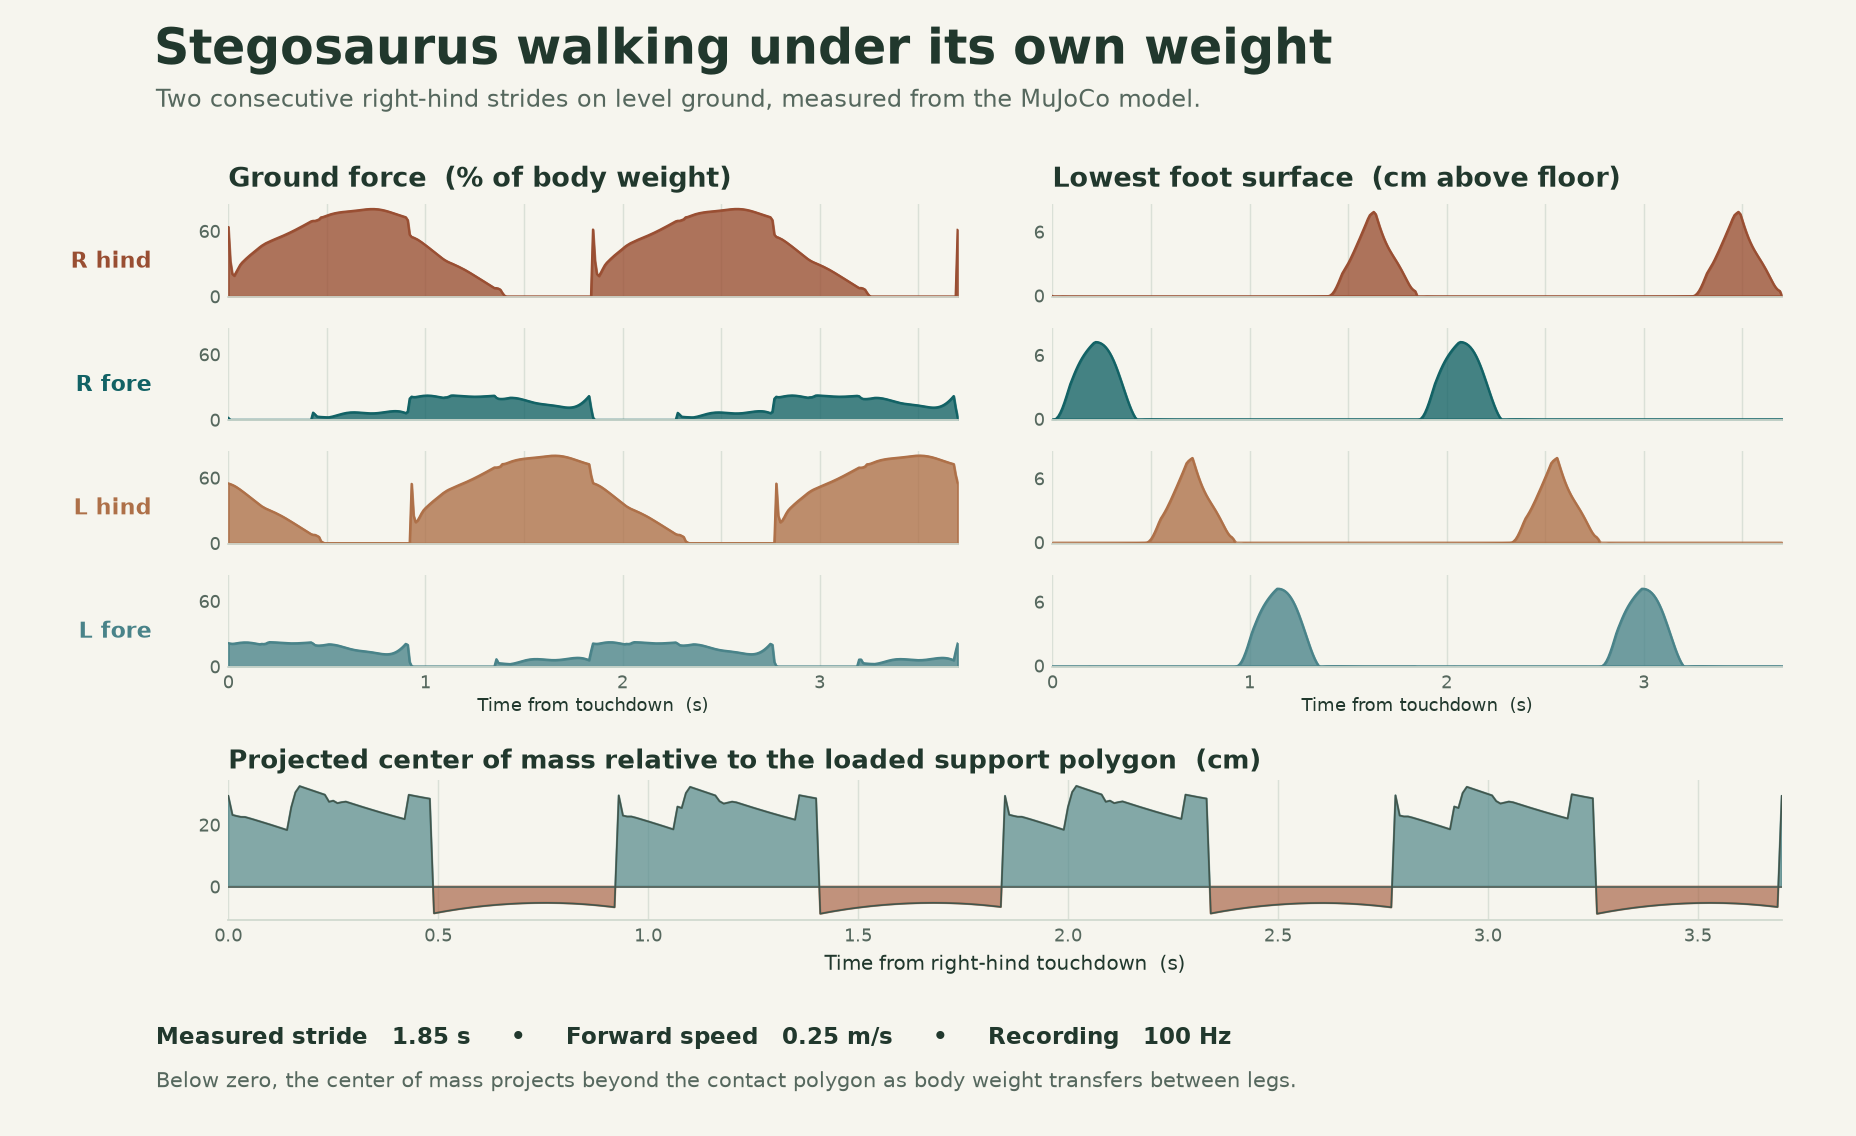 Stegosaurus walking under its own weight
Two consecutive right-hind strides on level ground, measured from the MuJoCo model.
Ground force (% of body weight)
Lowest foot surface (cm above floor)
R hind
60
0
6
0
R fore
60
0
6
0
L hind
60
0
6
0
L fore
60
0
6
0
0 1 2 3
0 1 2 3
Time from touchdown (s)
Time from touchdown (s)
Projected center of mass relative to the loaded support polygon (cm)
20
0
0.0 0.5 1.0 1.5 2.0 2.5 3.0 3.5
Time from right-hind touchdown (s)
Measured stride 1.85 s • Forward speed 0.25 m/s • Recording 100 Hz
Below zero, the center of mass projects beyond the contact polygon as body weight transfers between legs.